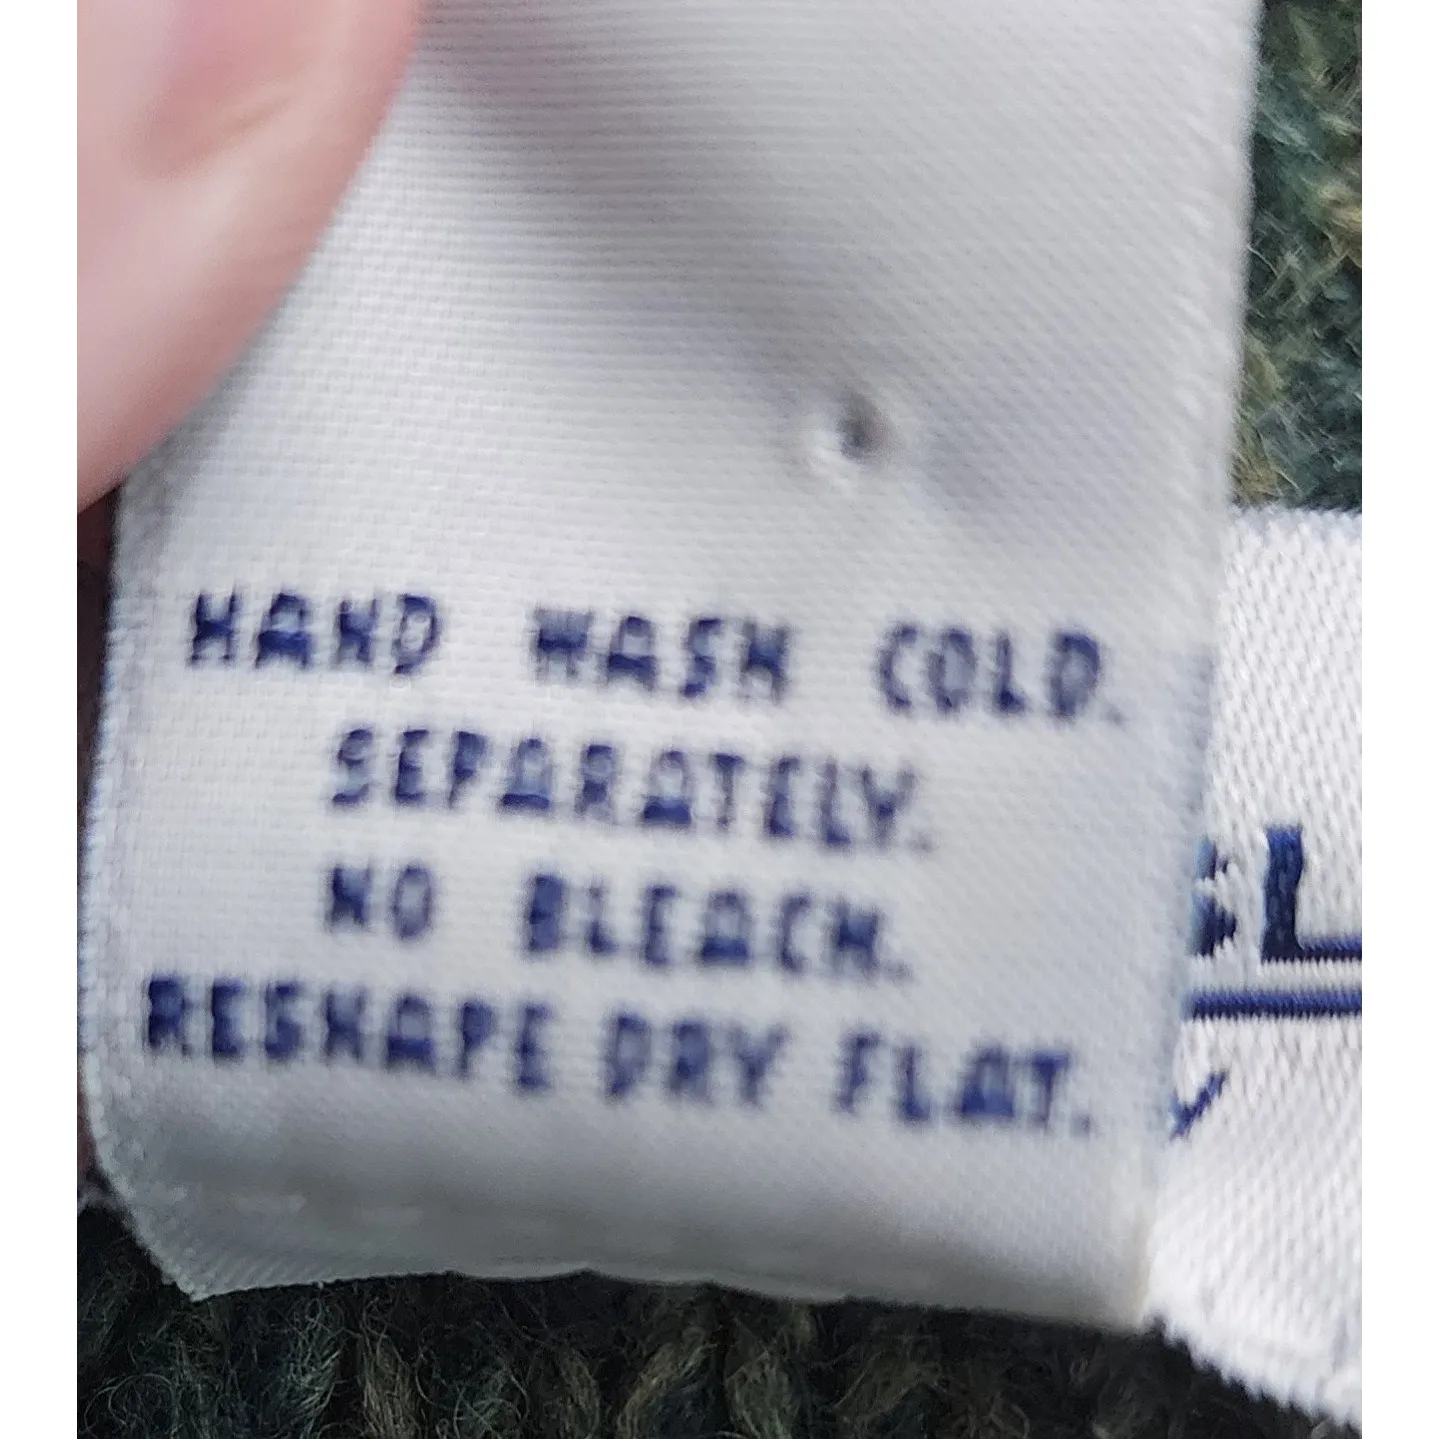 HAND WASH COLD.
SEPARATELY.
NO BLEACH.
RESHAPE DRY FLAT.